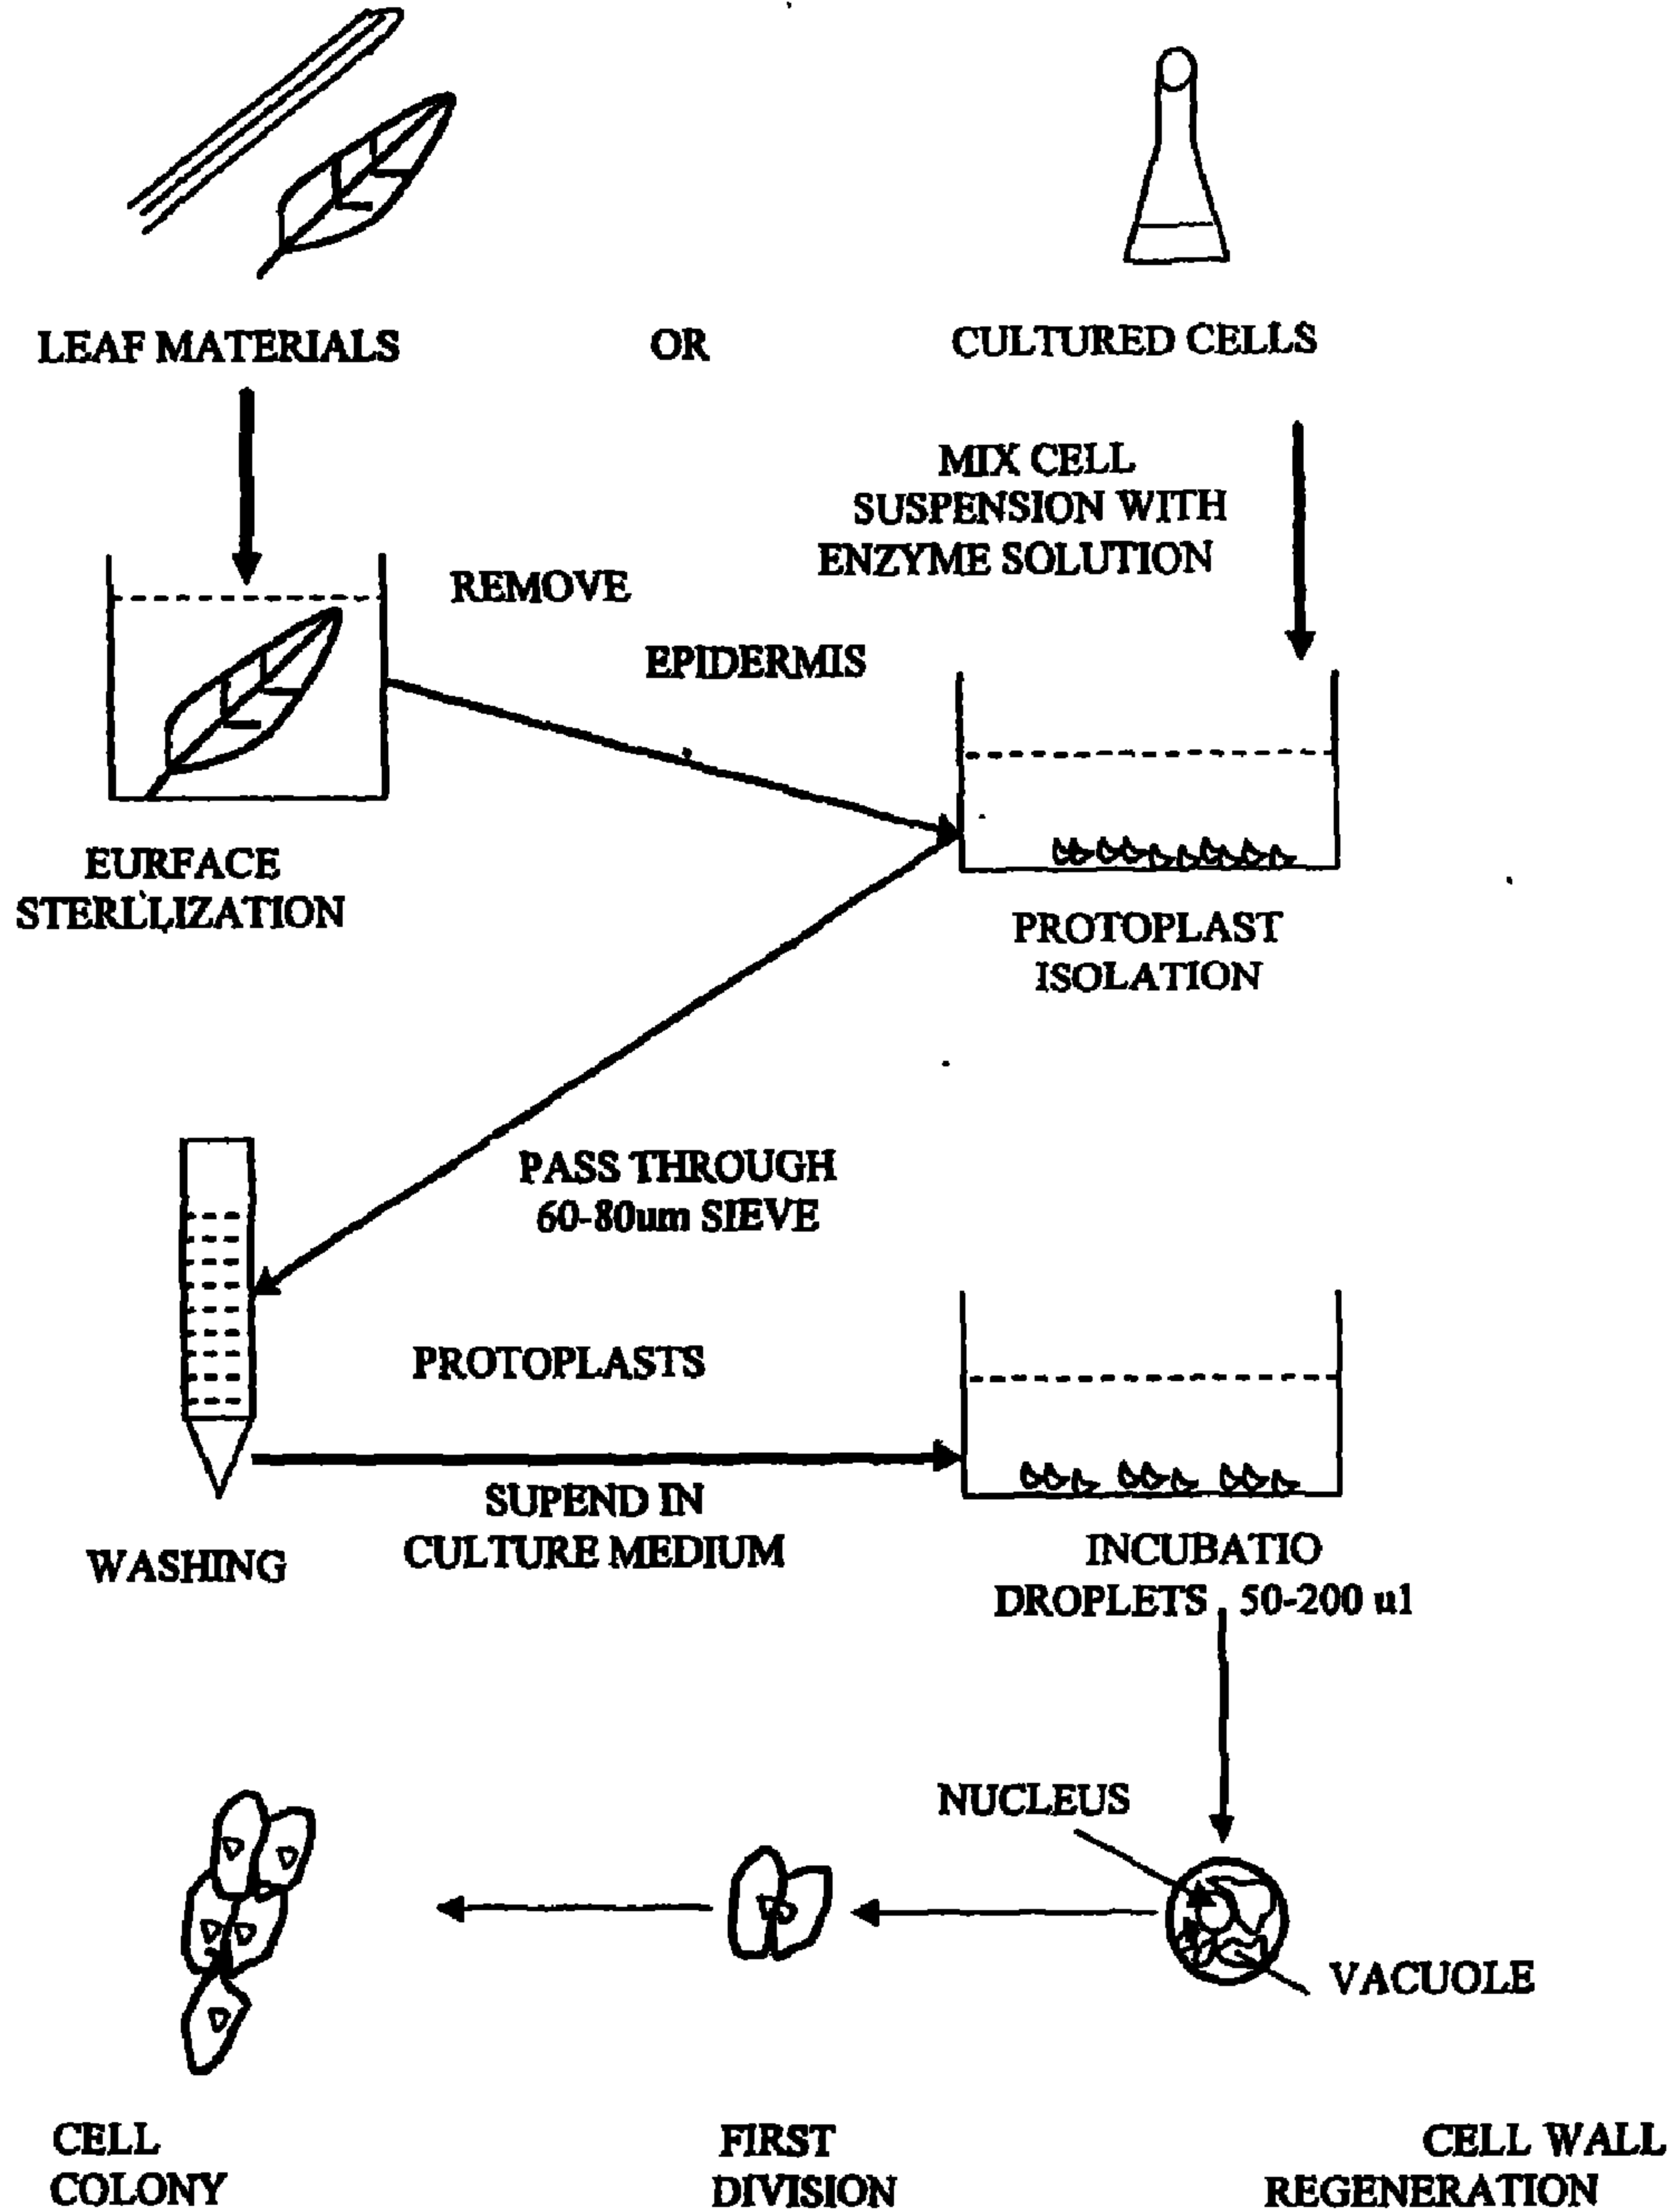 LEAF MATERIALS OR CULTURED CELLS
MIX CELL
SUSPENSION WITH
ENZYME SOLUTION
REMOVE
EPIDERMIS
EURFACE
STERLLIZATION
PROTOPLAST
ISOLATION
PASS THROUGH
60-80um SIEVE
PROTOPLASTS
SUPEND IN
CULTURE MEDIUM
WASHING
INCUBATIO
DROPLETS 50-200 ul
NUCLEUS
VACUOLE
CELL
COLONY
FIRST
DIVISION
CELL WALL
REGENERATION